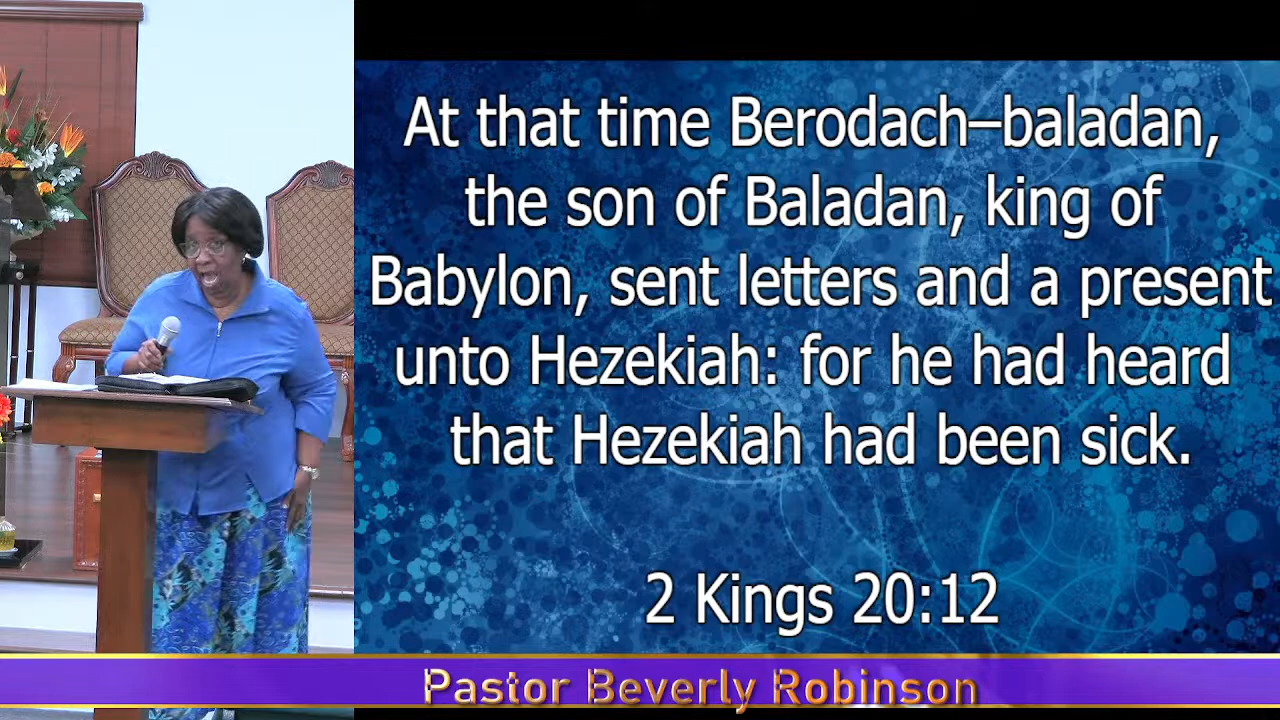 At that time Berodach–baladan,
the son of Baladan, king of
Babylon, sent letters and a present
unto Hezekiah: for he had heard
that Hezekiah had been sick.
2 Kings 20:12
Pastor Beverly Robinson